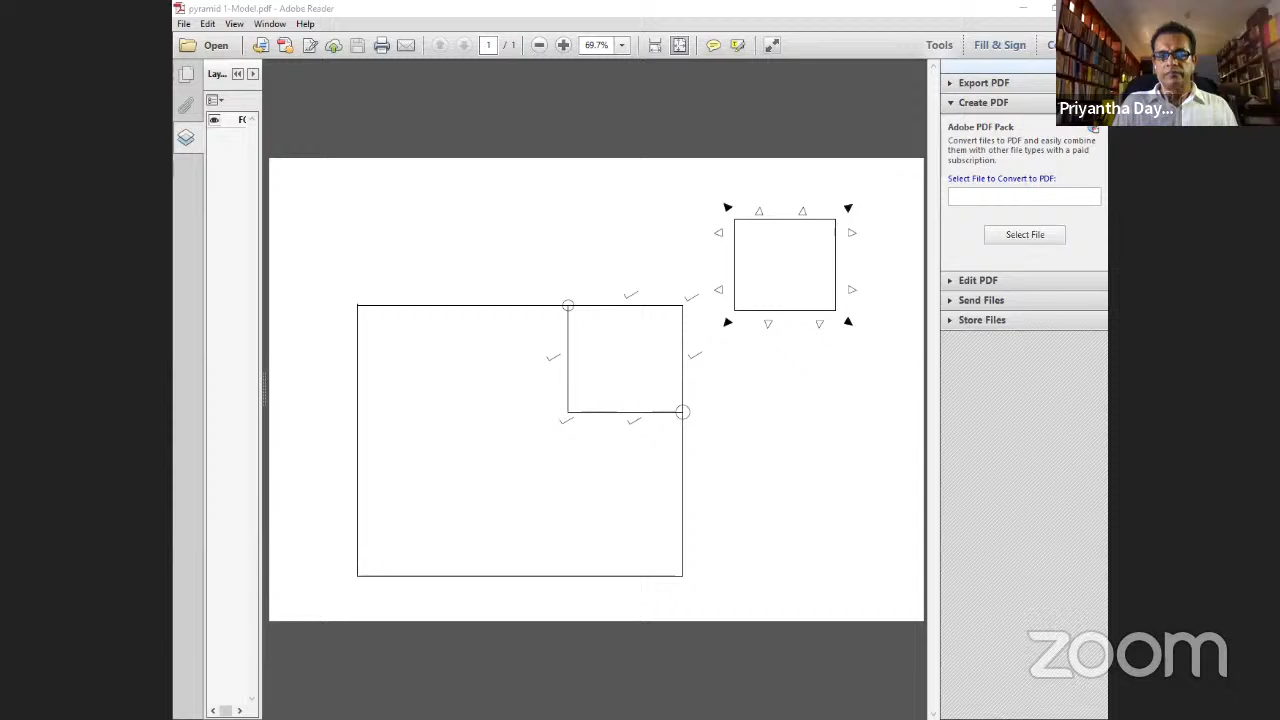 pyramid 1-Model.pdf - Adobe Reader
File Edit View Window Help
Open 1 / 1 69.7% Tools Fill & Sign
Lay...
Export PDF
Create PDF
Adobe PDF Pack
Convert files to PDF and easily combine
them with other file types with a paid
subscription.
Select File to Convert to PDF:
Select File
Edit PDF
Send Files
Store Files
Priyantha Day...
zoom